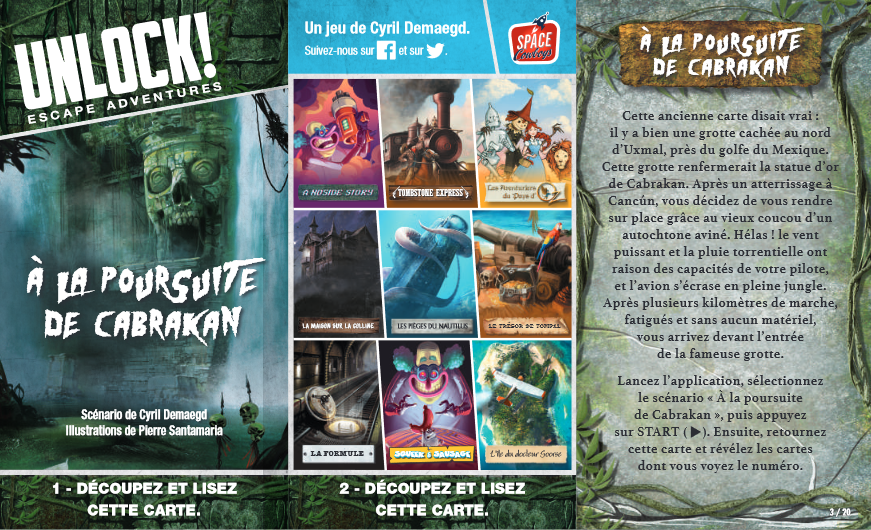 UNLOCK!
ESCAPE ADVENTURES
À LA POURSUITE
DE CABRAKAN
Scénario de Cyril Demaegd
Illustrations de Pierre Santamaria
1 - DÉCOUPEZ ET LISEZ
CETTE CARTE.
Un jeu de Cyril Demaegd.
Suivez-nous sur et sur .
SPACE
Cowboys
A NOSIDE STORY
TOMBSTONE EXPRESS
Les Aventuriers
du Pays d'OZ
LA MAISON SUR LA COLLINE
LES PIÈGES DU NAUTILUS
LE TRÉSOR DE TONIPAL
LA FORMULE
SQUEEK & SAUSAGE
L'île du docteur Goorse
2 - DÉCOUPEZ ET LISEZ
CETTE CARTE.
À LA POURSUITE
DE CABRAKAN
Cette ancienne carte disait vrai :
il y a bien une grotte cachée au nord
d'Uxmal, près du golfe du Mexique.
Cette grotte renfermerait la statue d'or
de Cabrakan. Après un atterrissage à
Cancún, vous décidez de vous rendre
sur place grâce au vieux coucou d'un
autochtone aviné. Hélas ! le vent
puissant et la pluie torrentielle ont
raison des capacités de votre pilote,
et l'avion s'écrase en pleine jungle.
Après plusieurs kilomètres de marche,
fatigués et sans aucun matériel,
vous arrivez devant l'entrée
de la fameuse grotte.
Lancez l'application, sélectionnez
le scénario « À la poursuite
de Cabrakan », puis appuyez
sur START (▶). Ensuite, retournez
cette carte et révélez les cartes
dont vous voyez le numéro.
3 / 20